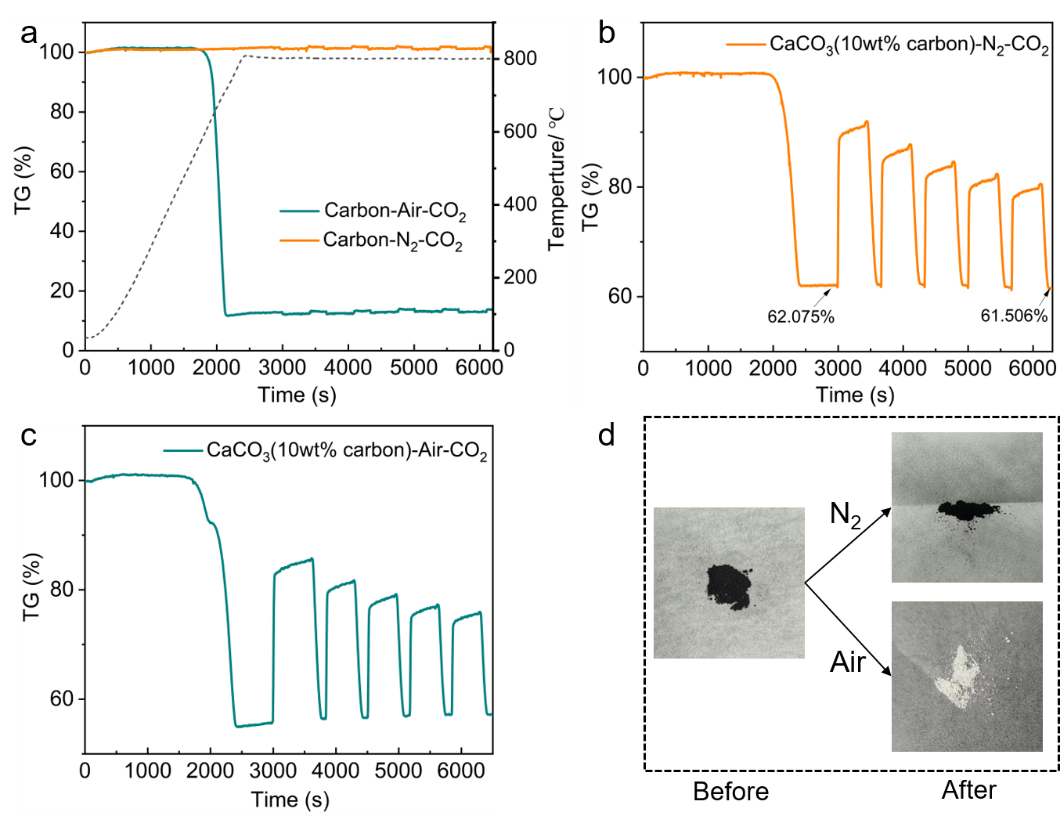 a
TG (%)
100
80
60
40
20
0
0 1000 2000 3000 4000 5000 6000
Time (s)
800
600
400
200
0
Temperture/ ℃
Carbon-Air-CO₂
Carbon-N₂-CO₂
b
TG (%)
100
80
60
0 1000 2000 3000 4000 5000 6000
Time (s)
CaCO₃(10wt% carbon)-N₂-CO₂
62.075%
61.506%
c
TG (%)
100
80
60
0 1000 2000 3000 4000 5000 6000
Time (s)
CaCO₃(10wt% carbon)-Air-CO₂
d
N₂
Air
Before
After